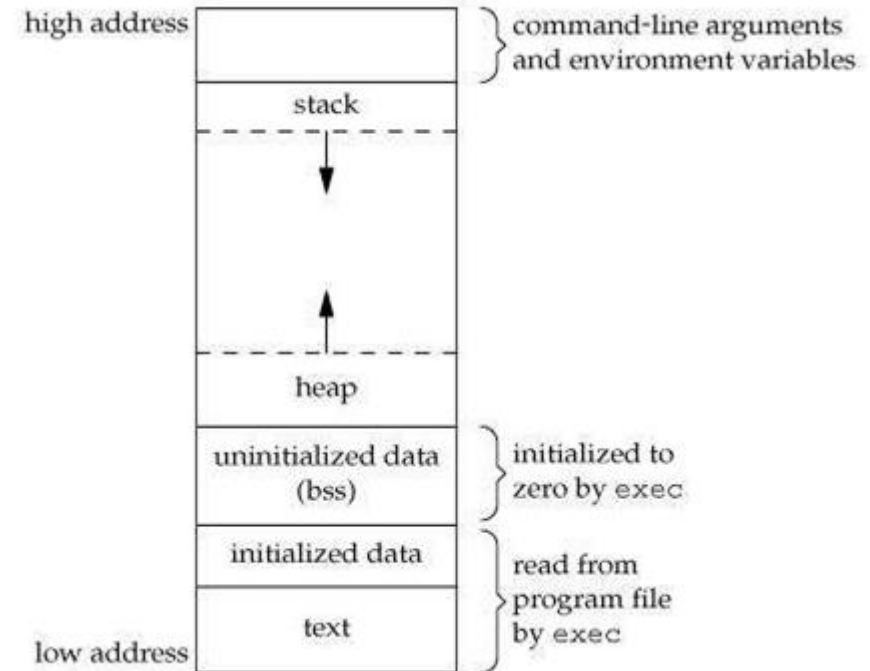 high address
command-line arguments
and environment variables
stack
heap
uninitialized data
(bss)
initialized to
zero by exec
initialized data
read from
program file
by exec
text
low address